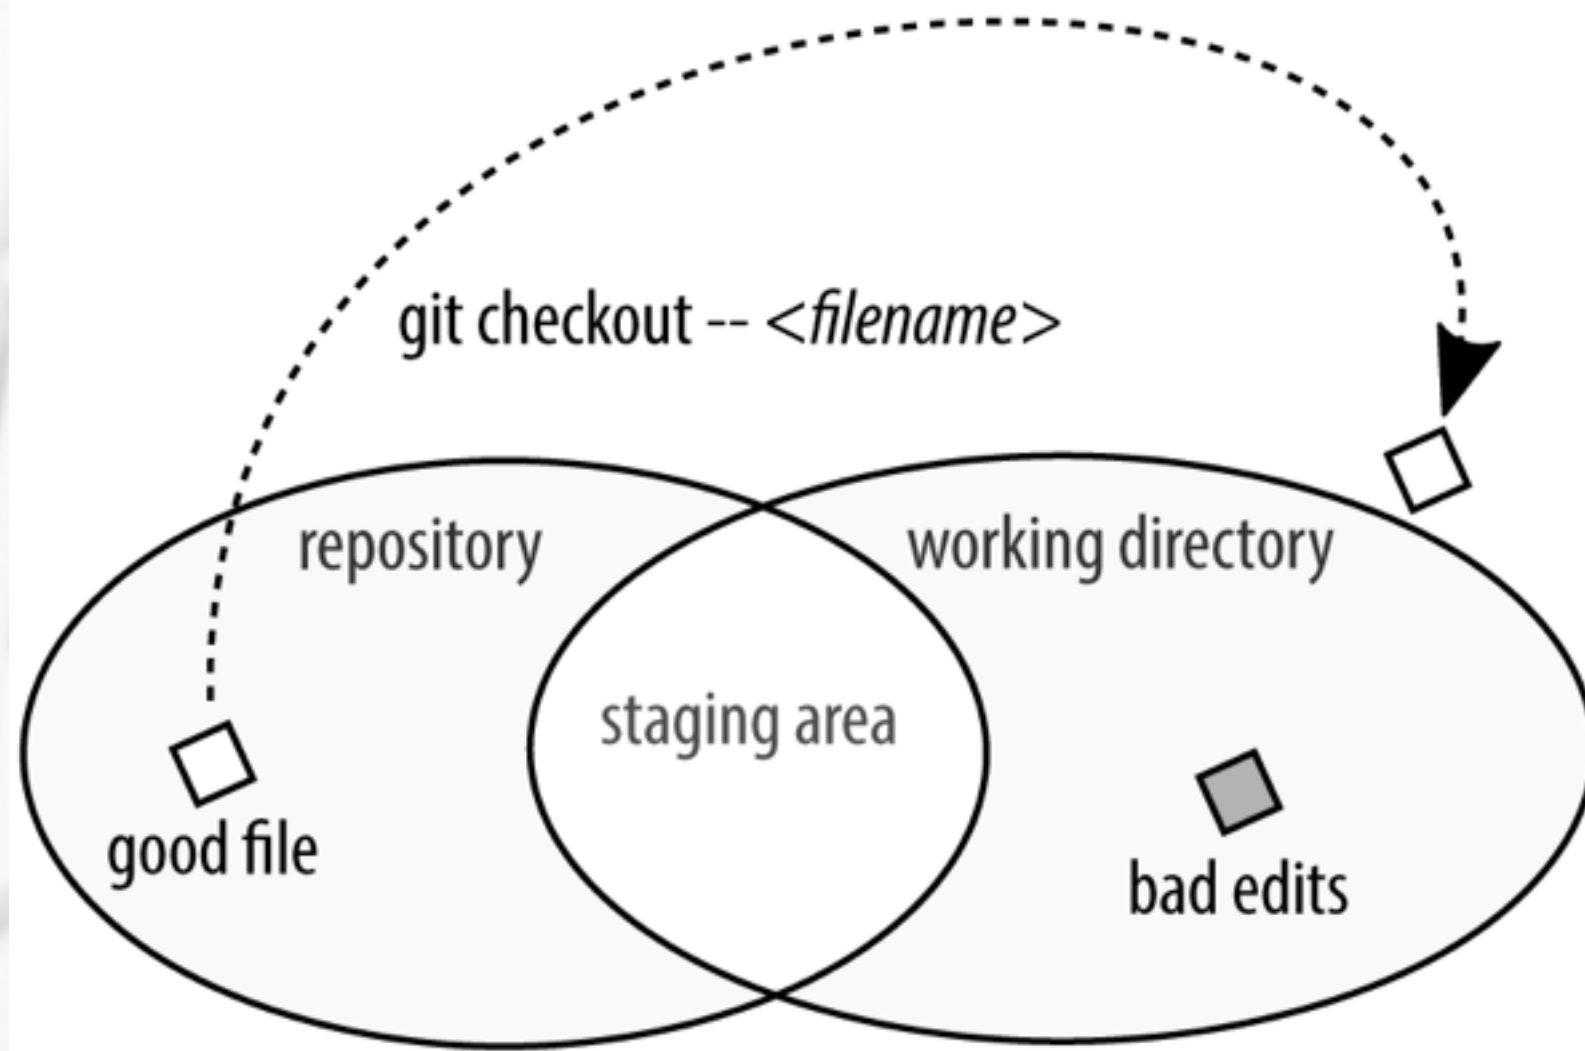 git checkout -- <filename>
repository
working directory
staging area
good file
bad edits